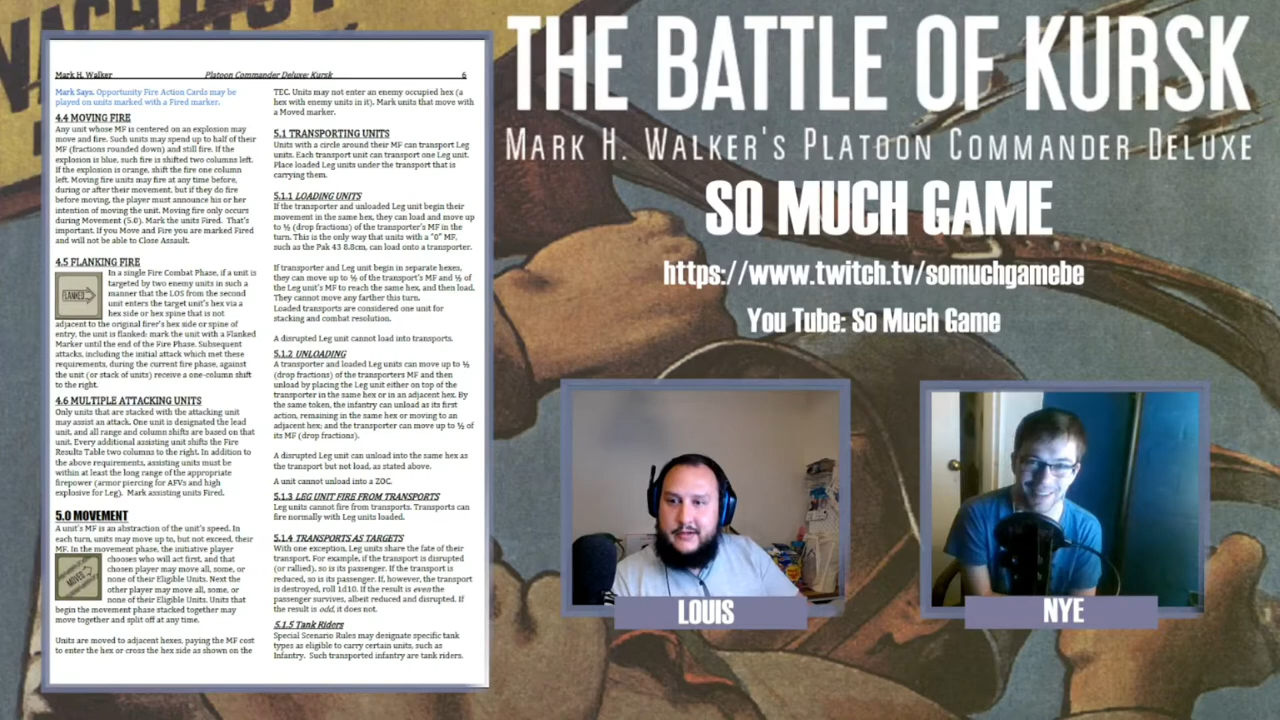 Mark H. Walker Platoon Commander Deluxe: Kursk 6
Mark Says. Opportunity Fire Action Cards may be
played on units marked with a Fired marker.
4.4 MOVING FIRE
Any unit whose MF is centered on an explosion may
move and fire. Such units may spend up to half of their
MF (fractions rounded down) and still fire. If the
explosion is blue, such fire is shifted two columns left.
If the explosion is orange, shift the fire one column
left. Moving fire units may fire at any time before,
during or after their movement, but if they do fire
before moving, the player must announce his or her
intention of moving the unit. Moving fire only occurs
during Movement (5.0). Mark the units Fired. That's
important. If you Move and Fire you are marked Fired
and will not be able to Close Assault.
4.5 FLANKING FIRE
FLANKED
In a single Fire Combat Phase, if a unit is
targeted by two enemy units in such a
manner that the LOS from the second
unit enters the target unit's hex via a
hex side or hex spine that is not
adjacent to the original firer's hex side or spine of
entry, the unit is flanked: mark the unit with a Flanked
Marker until the end of the Fire Phase. Subsequent
attacks, including the initial attack which met these
requirements, during the current fire phase, against
the unit (or stack of units) receive a one-column shift
to the right.
4.6 MULTIPLE ATTACKING UNITS
Only units that are stacked with the attacking unit
may assist an attack. One unit is designated the lead
unit, and all range and column shifts are based on that
unit. Every additional assisting unit shifts the Fire
Results Table two columns to the right. In addition to
the above requirements, assisting units must be
within at least the long range of the appropriate
firepower (armor piercing for AFVs and high
explosive for Leg). Mark assisting units Fired.
5.0 MOVEMENT
A unit's MF is an abstraction of the unit's speed. In
each turn, units may move up to, but not exceed, their
MF. In the movement phase, the initiative player
MOVED
chooses who will act first, and that
chosen player may move all, some, or
none of their Eligible Units. Next the
other player may move all, some, or
none of their Eligible Units. Units that
begin the movement phase stacked together may
move together and split off at any time.
Units are moved to adjacent hexes, paying the MF cost
to enter the hex or cross the hex side as shown on the
TEC. Units may not enter an enemy occupied hex (a
hex with enemy units in it). Mark units that move with
a Moved marker.
5.1 TRANSPORTING UNITS
Units with a circle around their MF can transport Leg
units. Each transport unit can transport one Leg unit.
Place loaded Leg units under the transport that is
carrying them.
5.1.1 LOADING UNITS
If the transporter and unloaded Leg unit begin their
movement in the same hex, they can load and move up
to ½ (drop fractions) of the transporter's MF in the
turn. This is the only way that units with a "0" MF,
such as the Pak 43 8.8cm, can load onto a transporter.
If transporter and Leg unit begin in separate hexes,
they can move up to ½ of the transport's MF and ½ of
the Leg unit's MF to reach the same hex, and then load.
They cannot move any farther this turn.
Loaded transports are considered one unit for
stacking and combat resolution.
A disrupted Leg unit cannot load into transports.
5.1.2 UNLOADING
A transporter and loaded Leg units can move up to ½
(drop fractions) of the transporters MF and then
unload by placing the Leg unit either on top of the
transporter in the same hex or in an adjacent hex. By
the same token, the infantry can unload as its first
action, remaining in the same hex or moving to an
adjacent hex; and the transporter can move up to ½ of
its MF (drop fractions).
A disrupted Leg unit can unload into the same hex as
the transport but not load, as stated above.
A unit cannot unload into a ZOC.
5.1.3 LEG UNIT FIRE FROM TRANSPORTS
Leg units cannot fire from transports. Transports can
fire normally with Leg units loaded.
5.1.4 TRANSPORTS AS TARGETS
With one exception, Leg units share the fate of their
transport. For example, if the transport is disrupted
(or rallied), so is its passenger. If the transport is
reduced, so is its passenger. If, however, the transport
is destroyed, roll 1d10. If the result is even the
passenger survives, albeit reduced and disrupted. If
the result is odd, it does not.
5.1.5 Tank Riders
Special Scenario Rules may designate specific tank
types as eligible to carry certain units, such as
Infantry. Such transported infantry are tank riders.
THE BATTLE OF KURSK
MARK H. WALKER'S PLATOON COMMANDER DELUXE
SO MUCH GAME
https://www.twitch.tv/somuchgamebe
You Tube: So Much Game
LOUIS
NYE